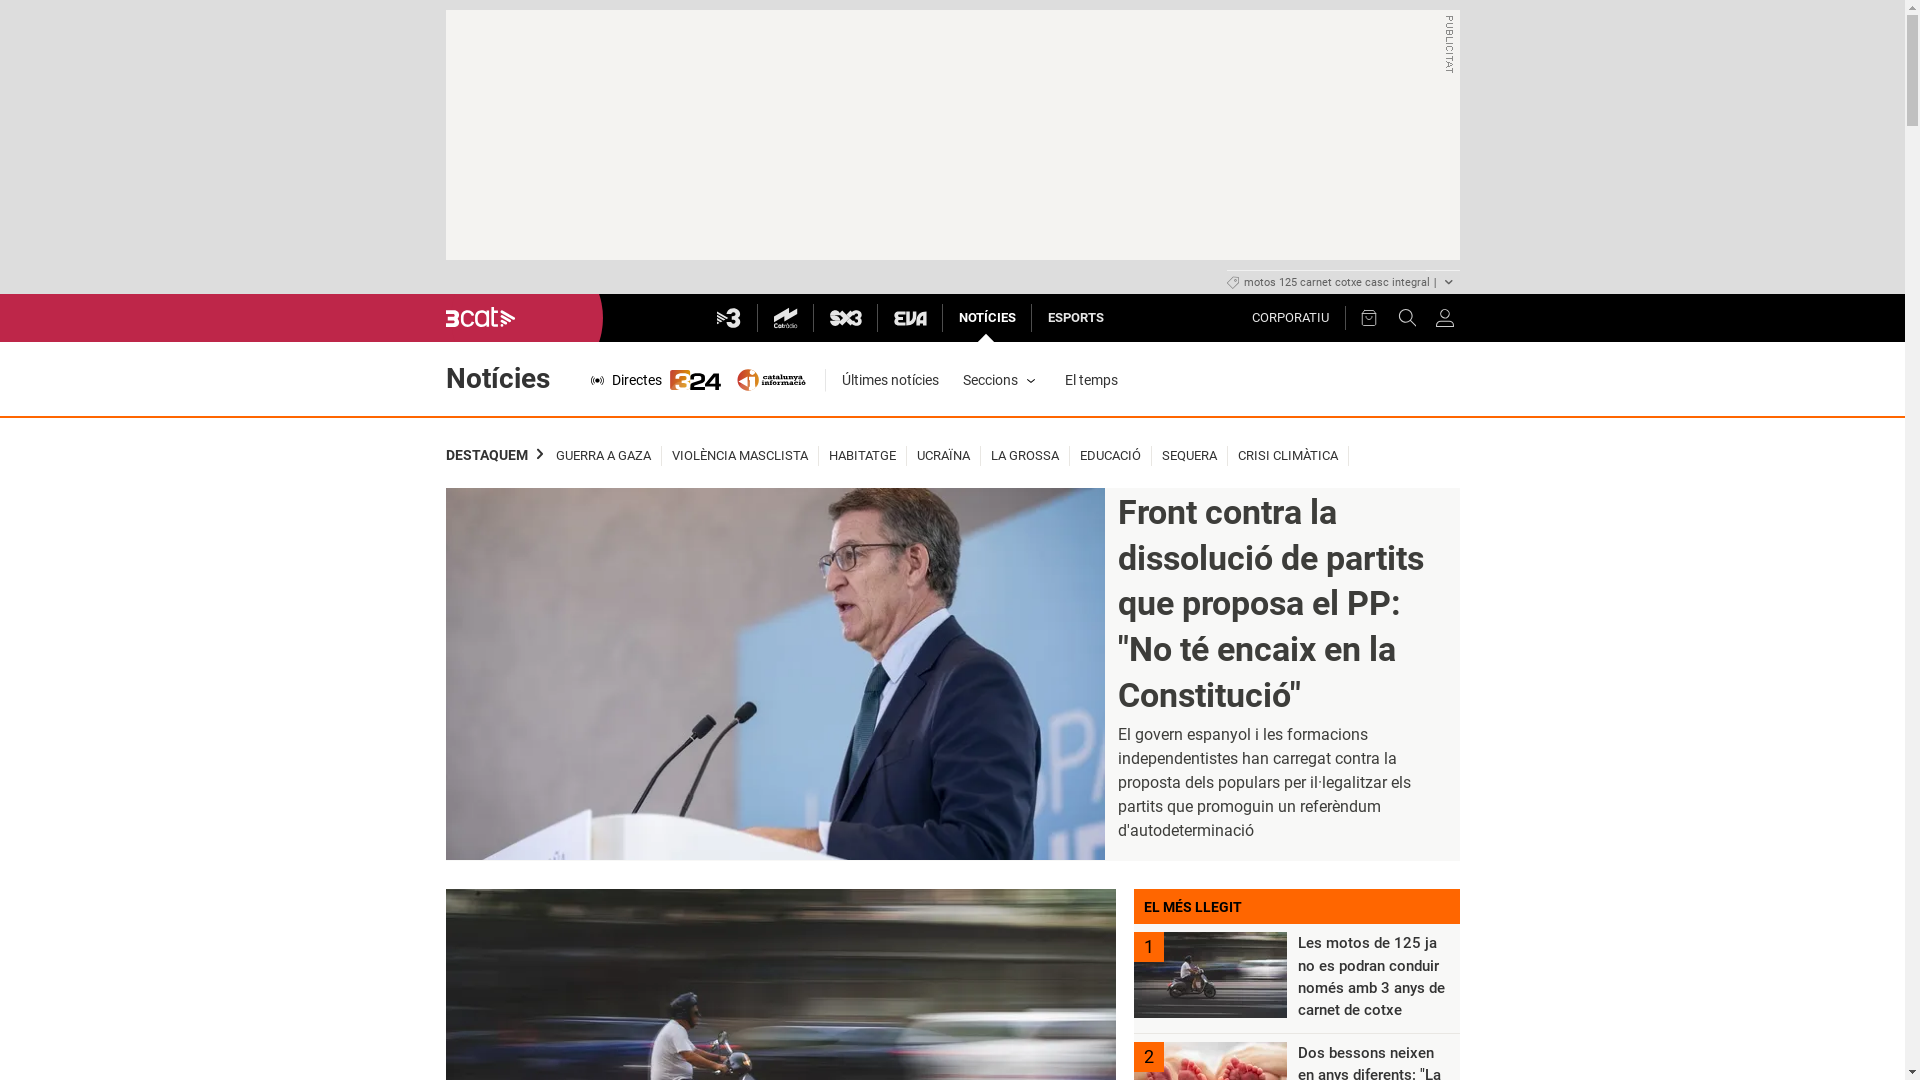 PUBLICITAT
motos 125 carnet cotxe casc integral |
3cat
3
Catràdio
SX3
EVA
NOTÍCIES
ESPORTS
CORPORATIU
Notícies
Directes
324
catalunya
informació
Últimes notícies
Seccions
El temps
DESTAQUEM
GUERRA A GAZA
VIOLÈNCIA MASCLISTA
HABITATGE
UCRAÏNA
LA GROSSA
EDUCACIÓ
SEQUERA
CRISI CLIMÀTICA
Front contra la
dissolució de partits
que proposa el PP:
"No té encaix en la
Constitució"
El govern espanyol i les formacions
independentistes han carregat contra la
proposta dels populars per il·legalitzar els
partits que promoguin un referèndum
d'autodeterminació
EL MÉS LLEGIT
1
Les motos de 125 ja
no es podran conduir
només amb 3 anys de
carnet de cotxe
2
Dos bessons neixen
en anys diferents: "La